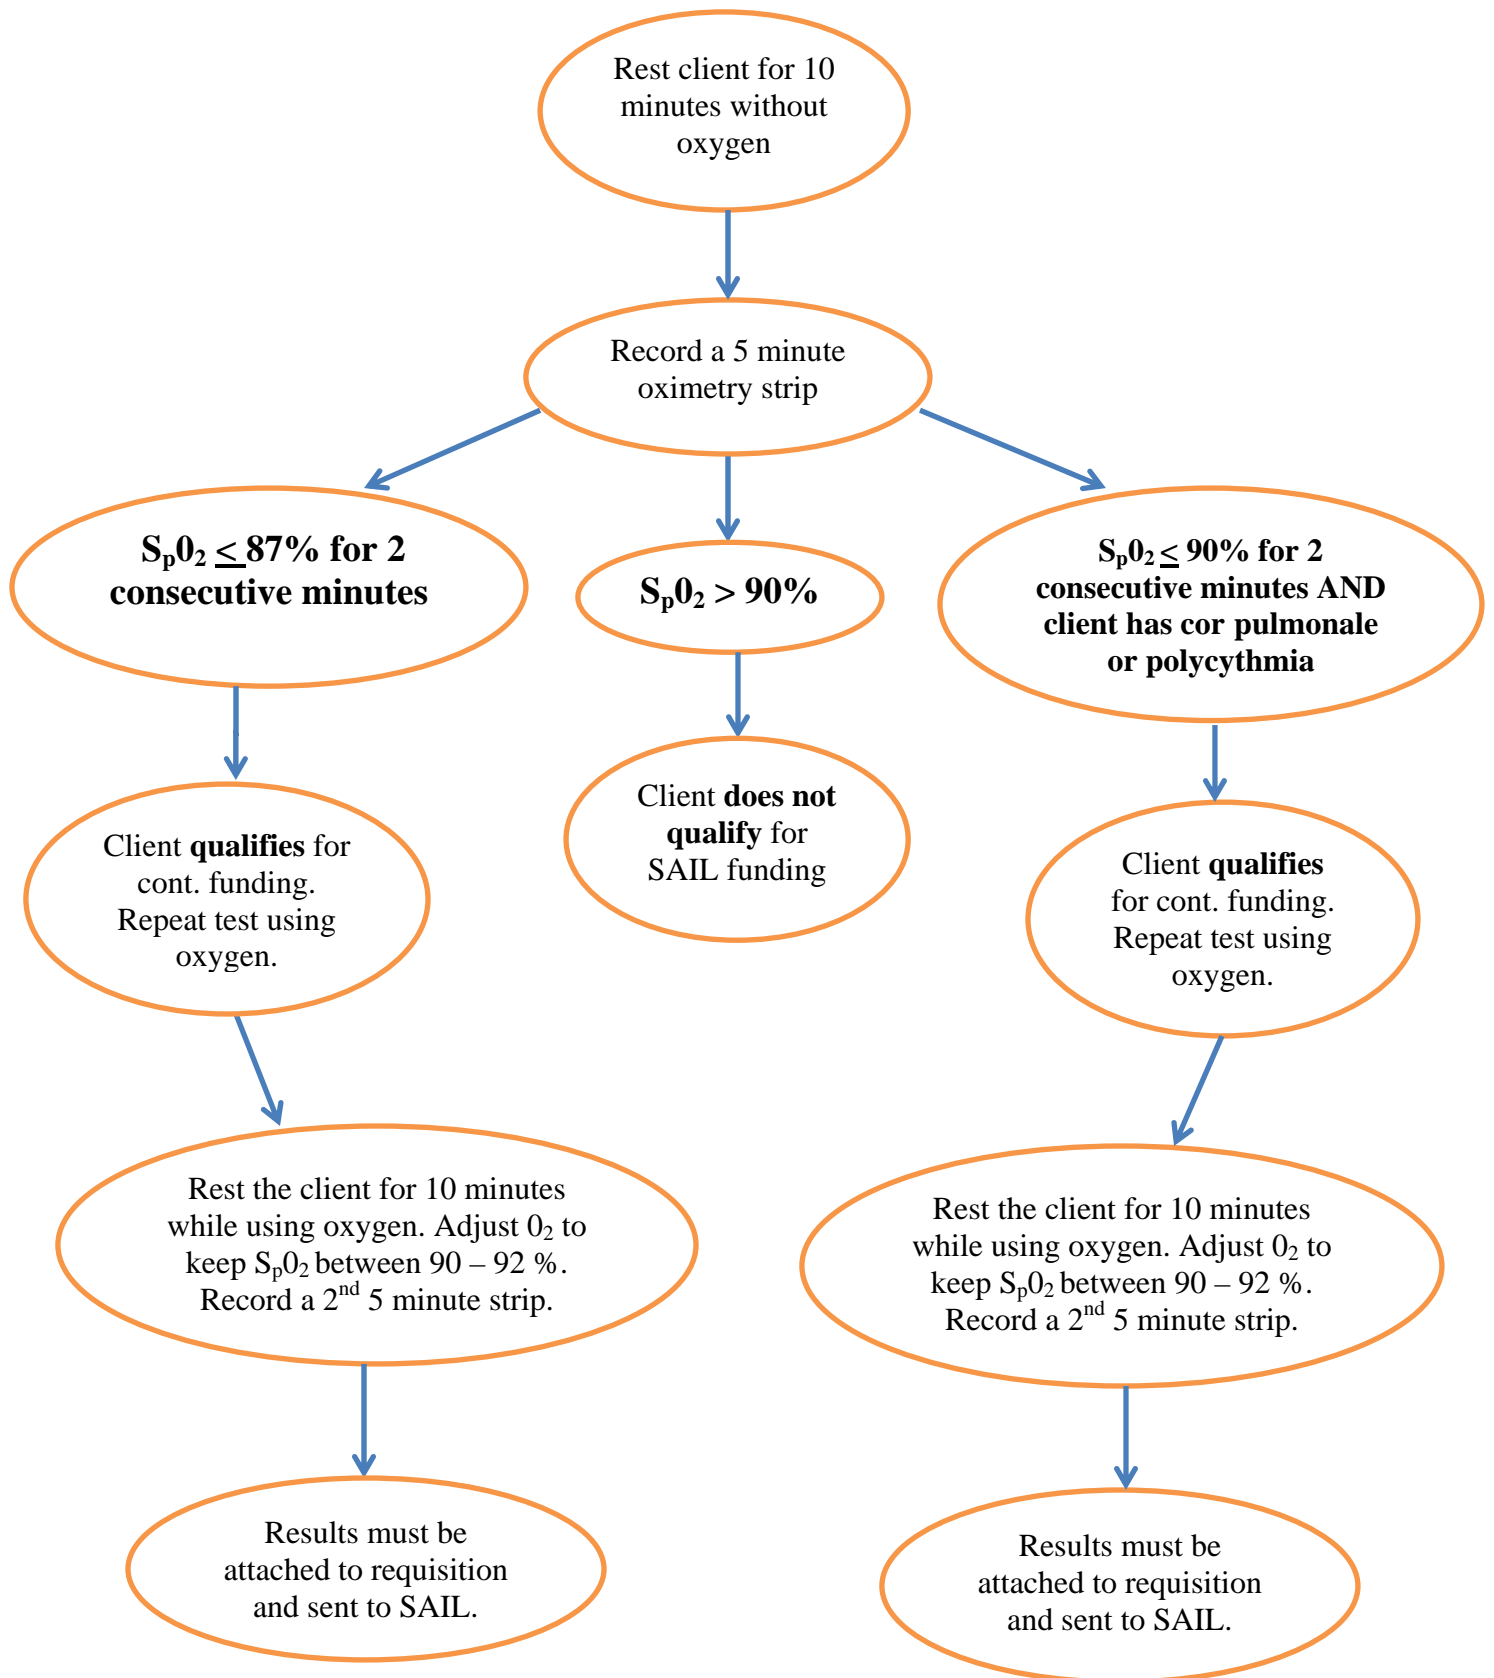 Rest client for 10
minutes without
oxygen
Record a 5 minute
oximetry strip
Sp02 < 87% for 2
consecutive minutes
Sp02 > 90%
Sp02 < 90% for 2
consecutive minutes AND
client has cor pulmonale
or polycythmia
Client qualifies for
cont. funding.
Repeat test using
oxygen.
Client does not
qualify for
SAIL funding
Client qualifies
for cont. funding.
Repeat test using
oxygen.
Rest the client for 10 minutes
while using oxygen. Adjust 02 to
keep Sp02 between 90 – 92 %.
Record a 2nd 5 minute strip.
Rest the client for 10 minutes
while using oxygen. Adjust 02 to
keep Sp02 between 90 – 92 %.
Record a 2nd 5 minute strip.
Results must be
attached to requisition
and sent to SAIL.
Results must be
attached to requisition
and sent to SAIL.